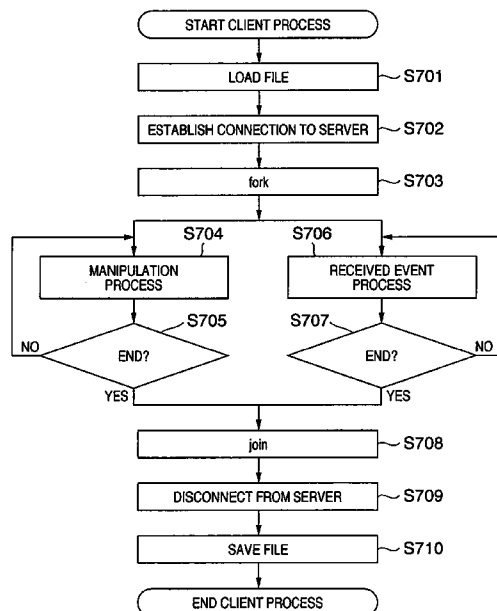 START CLIENT PROCESS
LOAD FILE
S701
ESTABLISH CONNECTION TO SERVER
S702
fork
S703
S704
S706
MANIPULATION
PROCESS
RECEIVED EVENT
PROCESS
S705
S707
NO
END?
END?
NO
YES
YES
join
S708
DISCONNECT FROM SERVER
S709
SAVE FILE
S710
END CLIENT PROCESS